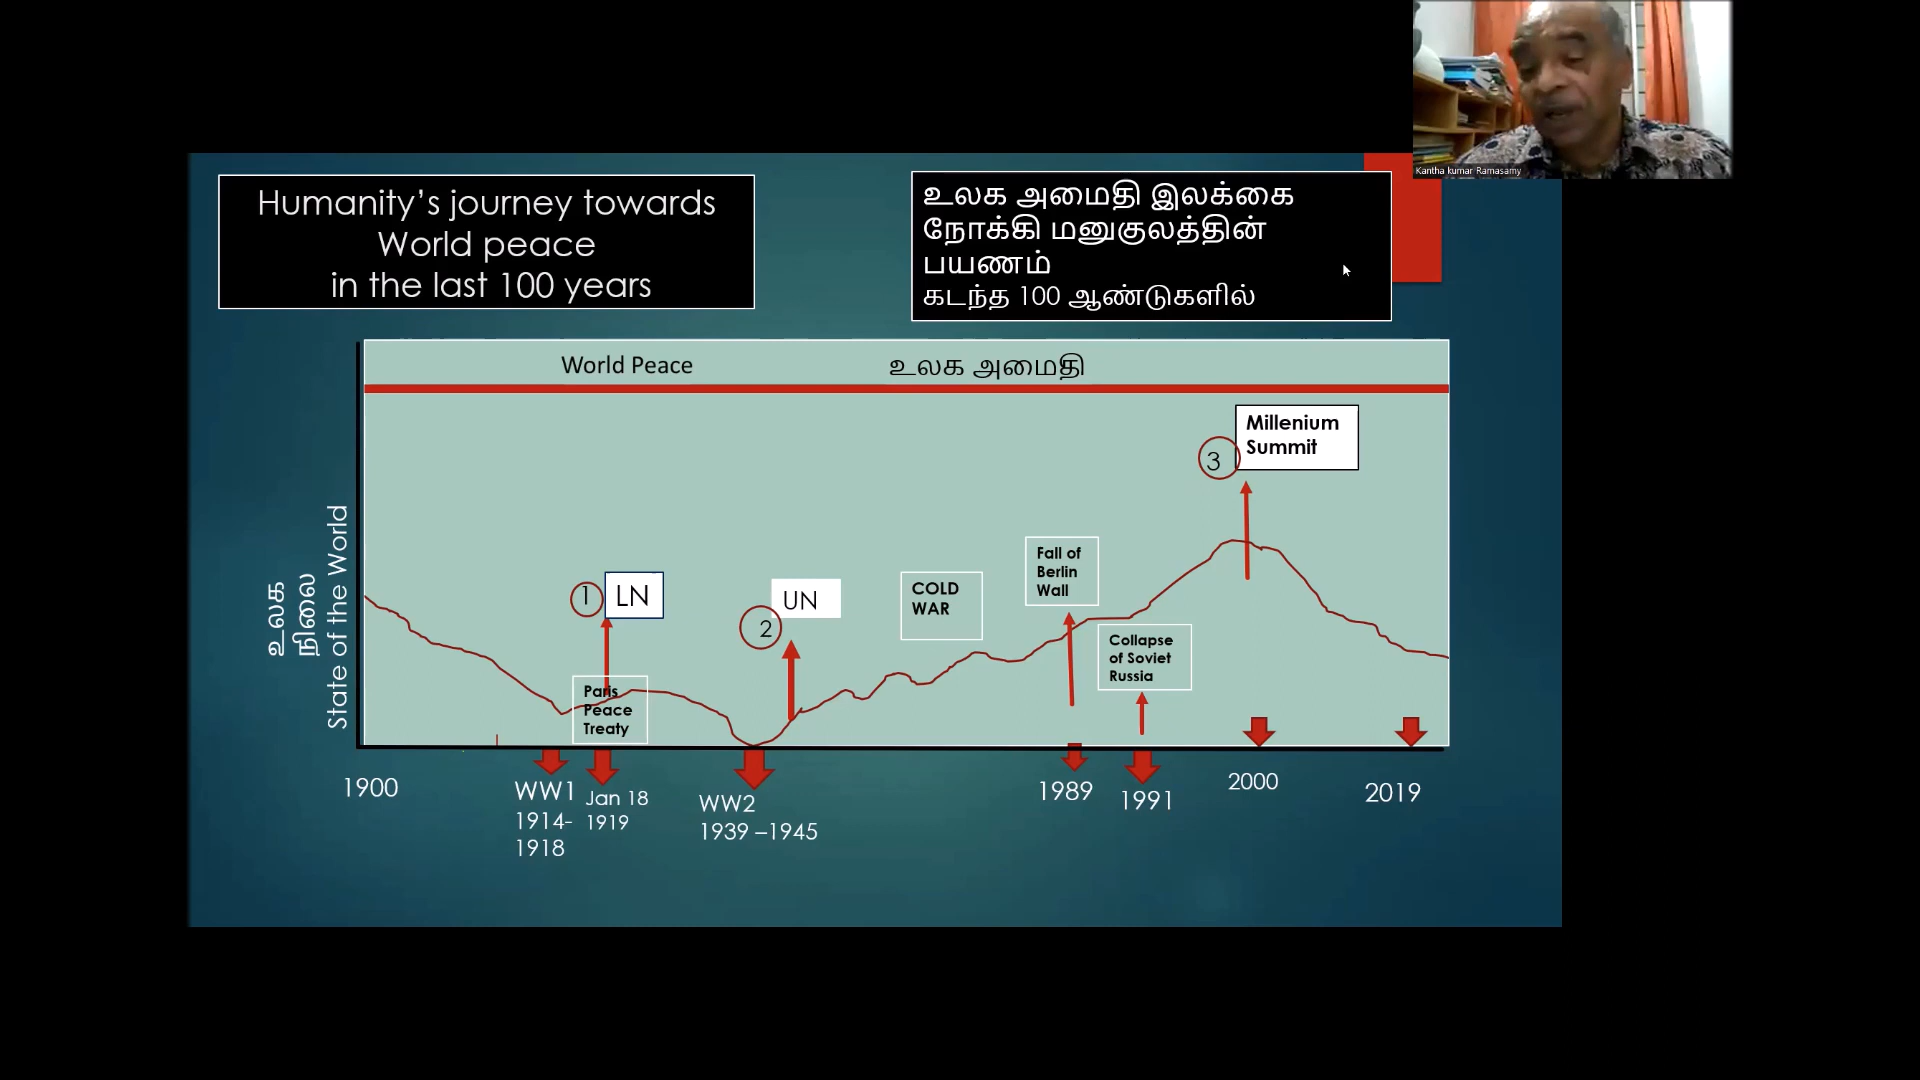 Kantha kumar Ramasamy
Humanity’s journey towards
World peace
in the last 100 years
உலக அமைதி இலக்கை
நோக்கி மனுகுலத்தின்
பயணம்
கடந்த 100 ஆண்டுகளில்
World Peace
உலக அமைதி
Millenium
Summit
3
Fall of
Berlin
Wall
COLD
WAR
1
LN
UN
2
Collapse
of Soviet
Russia
Paris
Peace
Treaty
உலக
நிலை
State of the World
1900
WW1
1914-
1918
Jan 18
1919
WW2
1939 –1945
1989
1991
2000
2019